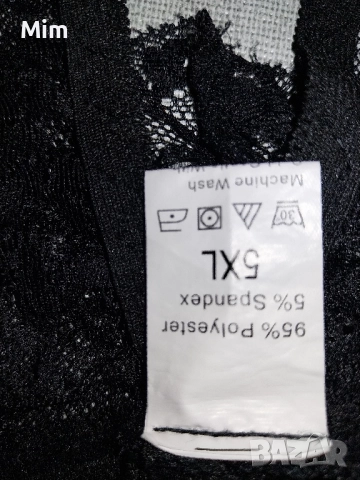 Mim
95% Polyester
5% Spandex
5XL
30
Machine Wash
BAZAR